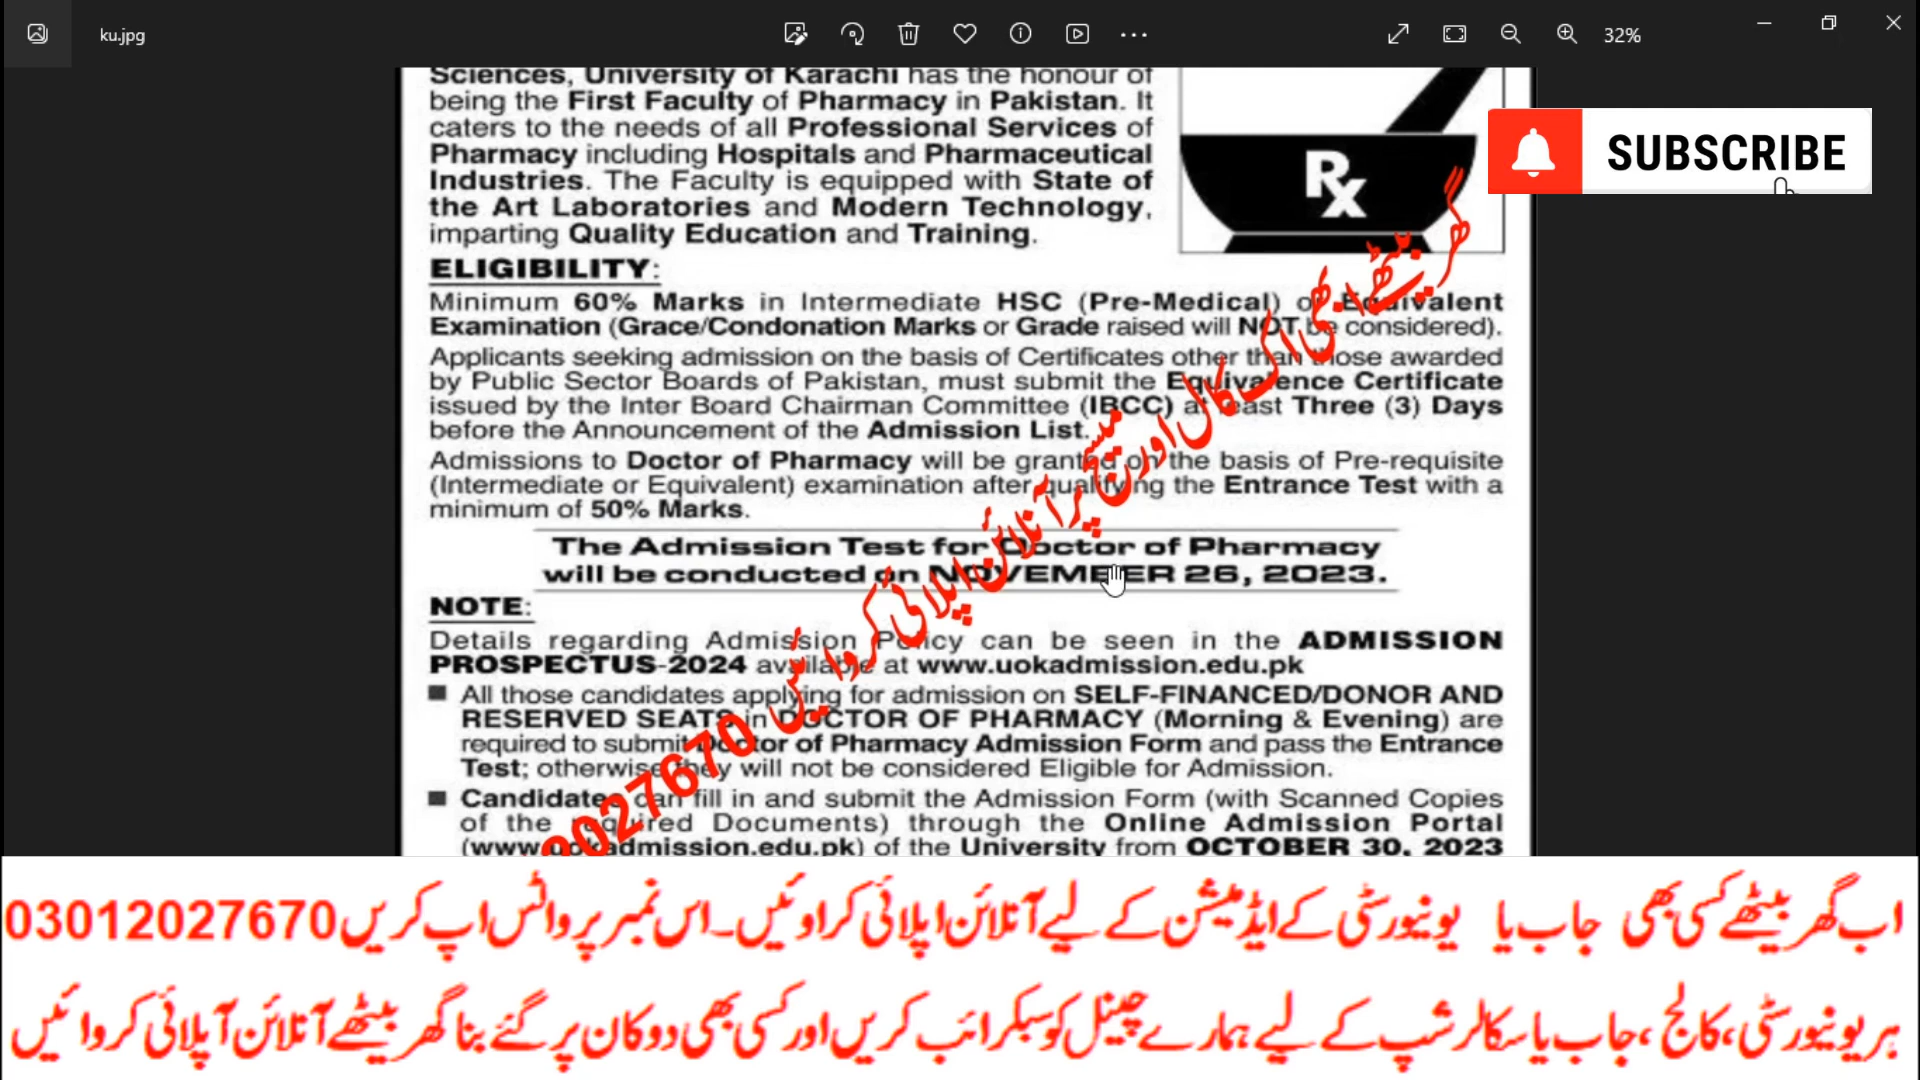 ku.jpg
32%
Sciences, University of Karachi has the honour of
being the First Faculty of Pharmacy in Pakistan. It
caters to the needs of all Professional Services of
Pharmacy including Hospitals and Pharmaceutical
Industries. The Faculty is equipped with State of
the Art Laboratories and Modern Technology,
imparting Quality Education and Training.
Rx
SUBSCRIBE
ELIGIBILITY:
Minimum 60% Marks in Intermediate HSC (Pre-Medical) or Equivalent
Examination (Grace/Condonation Marks or Grade raised will NOT be considered).
Applicants seeking admission on the basis of Certificates other than those awarded
by Public Sector Boards of Pakistan, must submit the Equivalence Certificate
issued by the Inter Board Chairman Committee (IBCC) at least Three (3) Days
before the Announcement of the Admission List.
Admissions to Doctor of Pharmacy will be granted on the basis of Pre-requisite
(Intermediate or Equivalent) examination after qualifying the Entrance Test with a
minimum of 50% Marks.
The Admission Test for Doctor of Pharmacy
will be conducted on NOVEMBER 26, 2023.
NOTE:
Details regarding Admission Policy can be seen in the ADMISSION
PROSPECTUS-2024 available at www.uokadmission.edu.pk
All those candidates applying for admission on SELF-FINANCED/DONOR AND
RESERVED SEATS in DOCTOR OF PHARMACY (Morning & Evening) are
required to submit Doctor of Pharmacy Admission Form and pass the Entrance
Test; otherwise they will not be considered Eligible for Admission.
Candidates can fill in and submit the Admission Form (with Scanned Copies
of the required Documents) through the Online Admission Portal
(www.uokadmission.edu.pk) of the University from OCTOBER 30, 2023
گھر بیٹھے ابھی اک کال اور مسیج پر آنلائن اپلائی کروائیں 0027670
اب گھر بیٹھے کسی بھی جاب یا یونیورسٹی کے ایڈمیشن کے لیے آنلائن اپلائی کراوئیں۔اس نمبر پر واٹس اپ کریں 03012027670
ہر یونیورسٹی، کالج ،جاب یا سکالرشپ کے لیے ہمارے چینل کو سبکرائب کریں اور کسی بھی دوکان پر گئے بنا گھر بیٹھے آنلائن آپلائی کروائیں